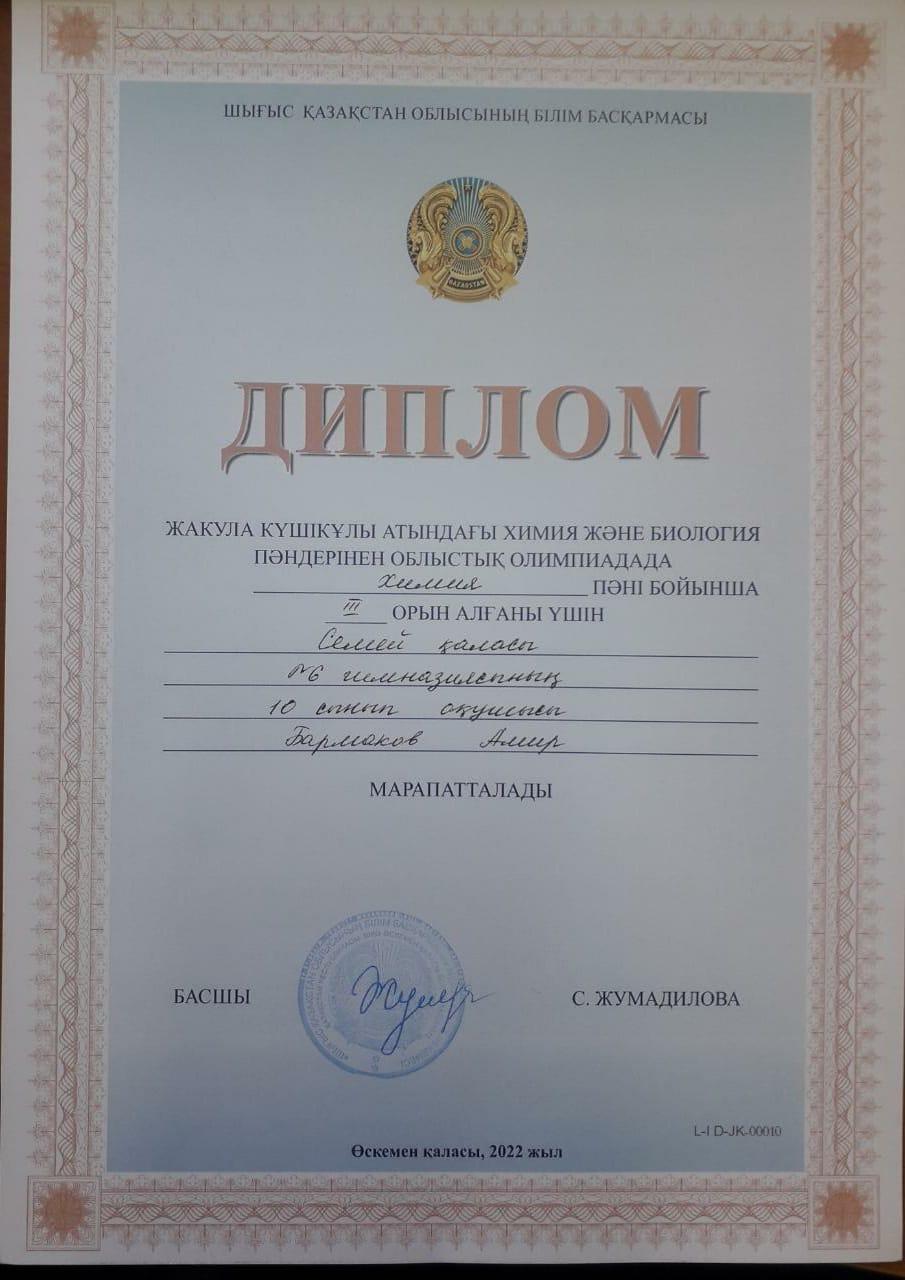 ШЫҒЫС ҚАЗАҚСТАН ОБЛЫСЫНЫҢ БІЛІМ БАСҚАРМАСЫ
QAZAQSTAN
ДИПЛОМ
ЖАКУЛА КҮШІКҰЛЫ АТЫНДАҒЫ ХИМИЯ ЖӘНЕ БИОЛОГИЯ
ПӘНДЕРІНЕН ОБЛЫСТЫҚ ОЛИМПИАДАДА
химия ПӘНІ БОЙЫНША
III ОРЫН АЛҒАНЫ ҮШІН
Семей қаласы
№6 гимназиясының
10 сынып оқушысы
Бармаков Амир
МАРАПАТТАЛАДЫ
БАСШЫ
С. ЖУМАДИЛОВА
L-I D-JK-00010
Өскемен қаласы, 2022 жыл